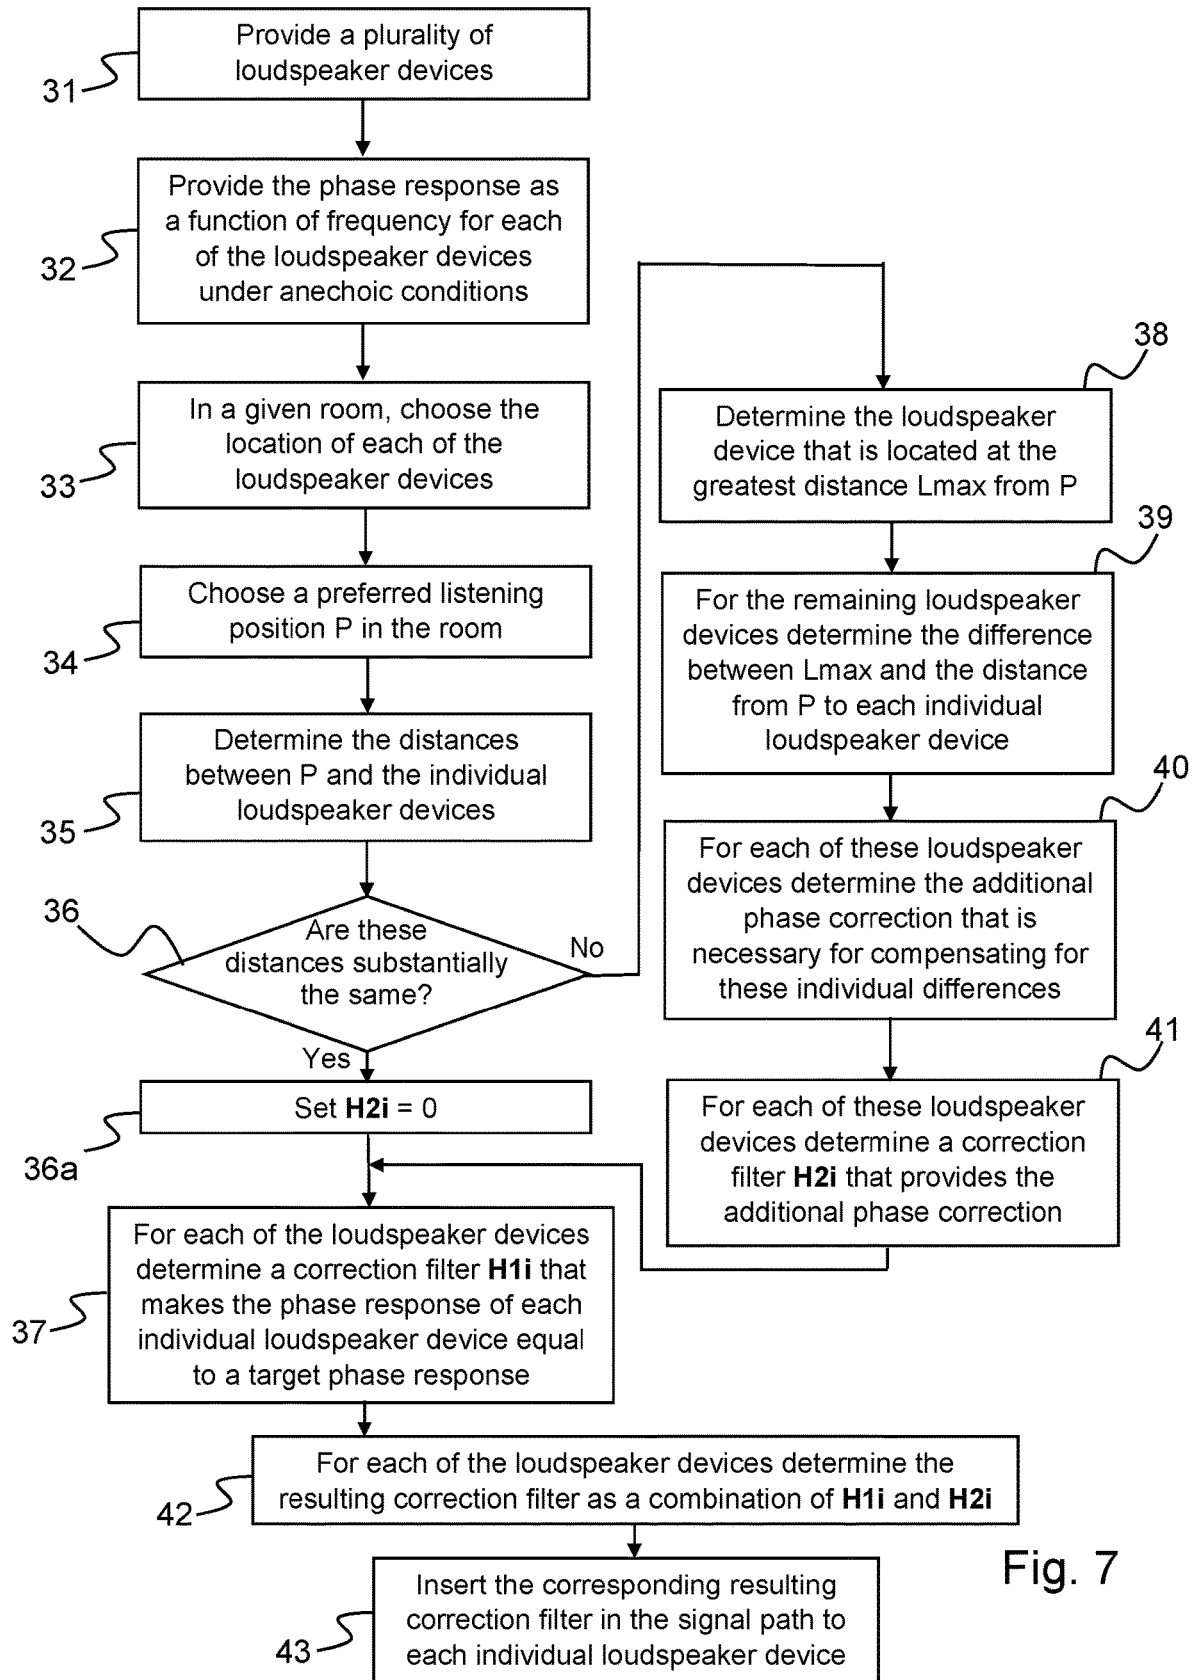 Provide a plurality of
loudspeaker devices
31
Provide the phase response as
a function of frequency for each
of the loudspeaker devices
under anechoic conditions
32
In a given room, choose the
location of each of the
loudspeaker devices
33
Choose a preferred listening
position P in the room
34
Determine the distances
between P and the individual
loudspeaker devices
35
36
Are these
distances substantially
the same?
No
Yes
Set H2i = 0
36a
38
Determine the loudspeaker
device that is located at the
greatest distance Lmax from P
39
For the remaining loudspeaker
devices determine the difference
between Lmax and the distance
from P to each individual
loudspeaker device
40
For each of these loudspeaker
devices determine the additional
phase correction that is
necessary for compensating for
these individual differences
41
For each of these loudspeaker
devices determine a correction
filter H2i that provides the
additional phase correction
For each of the loudspeaker devices
determine a correction filter H1i that
makes the phase response of each
individual loudspeaker device equal
to a target phase response
37
For each of the loudspeaker devices determine the
resulting correction filter as a combination of H1i and H2i
42
Insert the corresponding resulting
correction filter in the signal path to
each individual loudspeaker device
43
Fig. 7